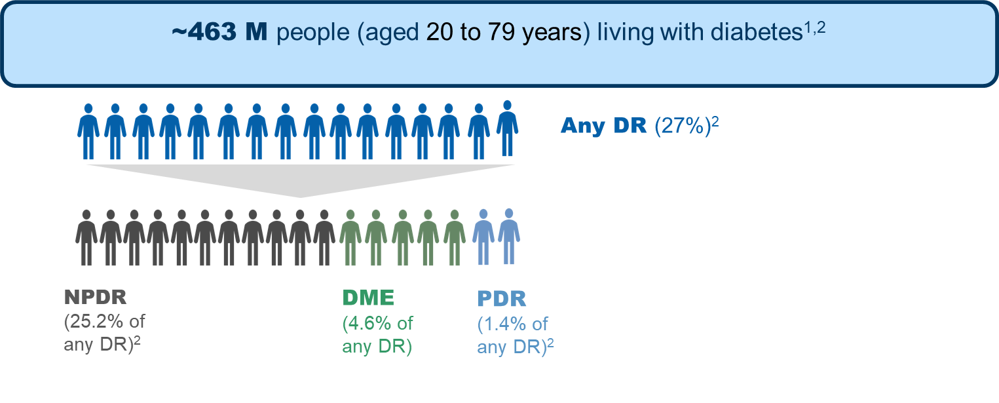 ~463 M people (aged 20 to 79 years) living with diabetes1,2
Any DR (27%)2
NPDR
(25.2% of
any DR)2
DME
(4.6% of
any DR)
PDR
(1.4% of
any DR)2